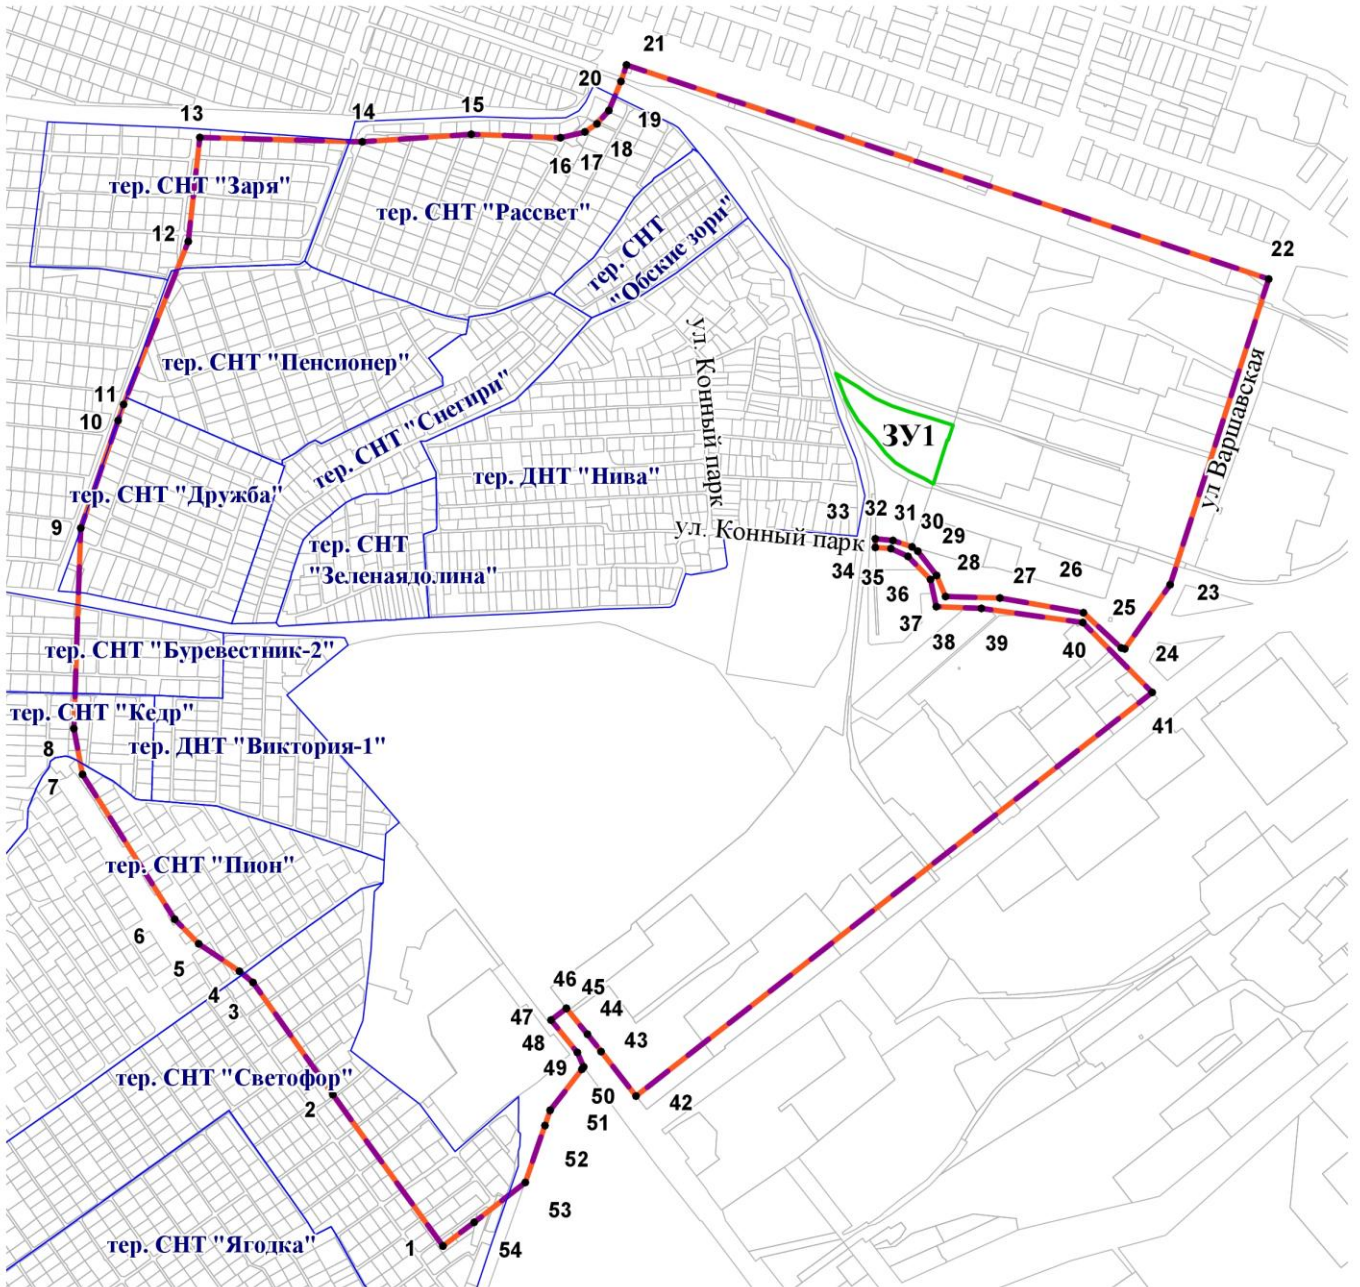 21
20
13
14
15
19
18
16
17
тер. СНТ "Заря"
тер. СНТ "Рассвет"
12
тер. СНТ
"Обские зори"
22
ул. Конный парк
ул Варшавская
тер. СНТ "Пенсионер"
11
10
тер. СНТ "Снегири"
ЗУ1
тер. ДНТ "Нива"
тер. СНТ "Дружба"
9
33
32
31
30
29
ул. Конный парк
тер. СНТ
"Зеленаядолина"
28
27
26
34
35
36
37
38
39
25
23
40
24
тер. СНТ "Буревестник-2"
41
тер. СНТ "Кедр"
тер. ДНТ "Виктория-1"
8
7
тер. СНТ "Пион"
6
5
4
3
46
45
44
47
43
48
49
50
42
тер. СНТ "Светофор"
2
51
52
53
1
54
тер. СНТ "Ягодка"